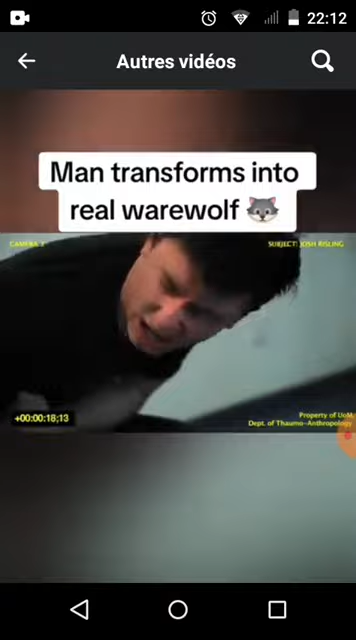 22:12
Autres vidéos
Man transforms into
real warewolf 🐺
CAMERA 2
SUBJECT: JOSH RISLING
+00:00:18;13
Property of UoM
Dept. of Thaumo-Anthropology